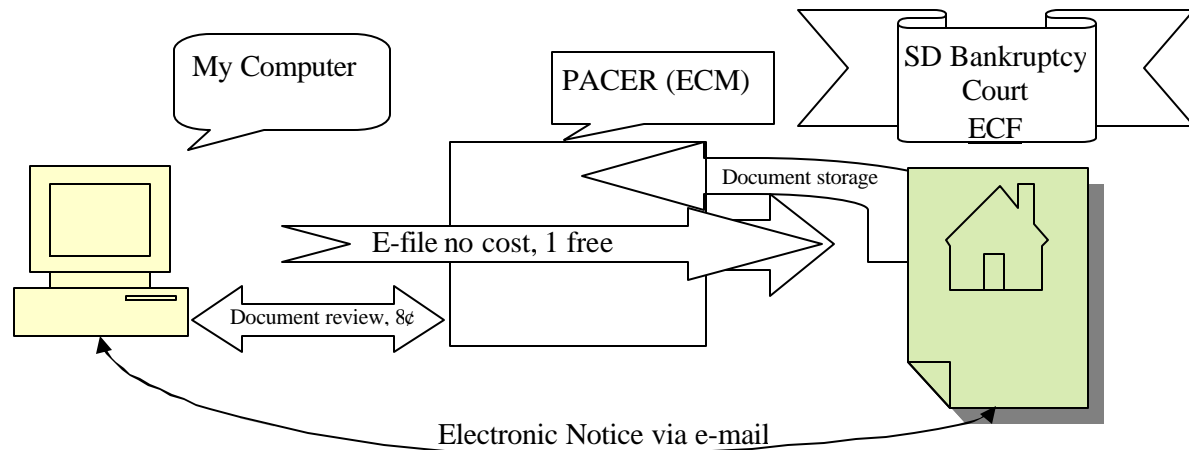 My Computer
PACER (ECM)
SD Bankruptcy
Court
ECF
Document storage
E-file no cost, 1 free
Document review, 8¢
Electronic Notice via e-mail